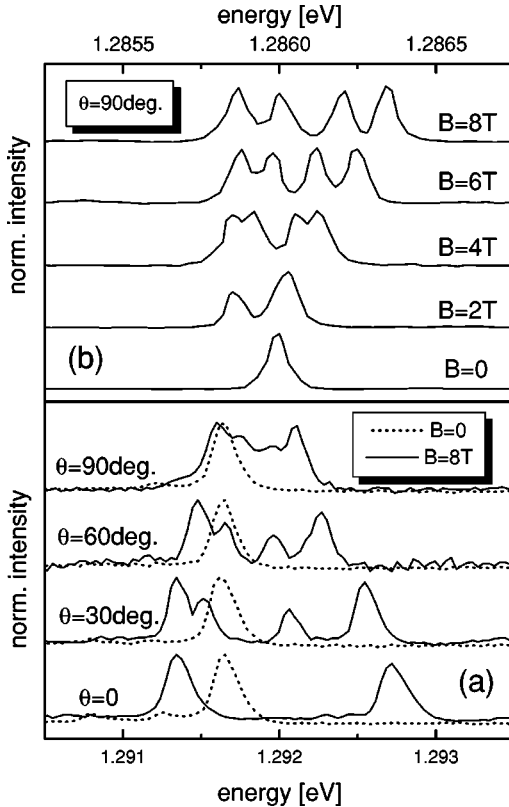 energy [eV]
1.2855 1.2860 1.2865
θ=90deg.
B=8T
B=6T
B=4T
B=2T
B=0
(b)
norm. intensity
B=0
B=8T
θ=90deg.
θ=60deg.
θ=30deg.
θ=0
(a)
norm. intensity
1.291 1.292 1.293
energy [eV]